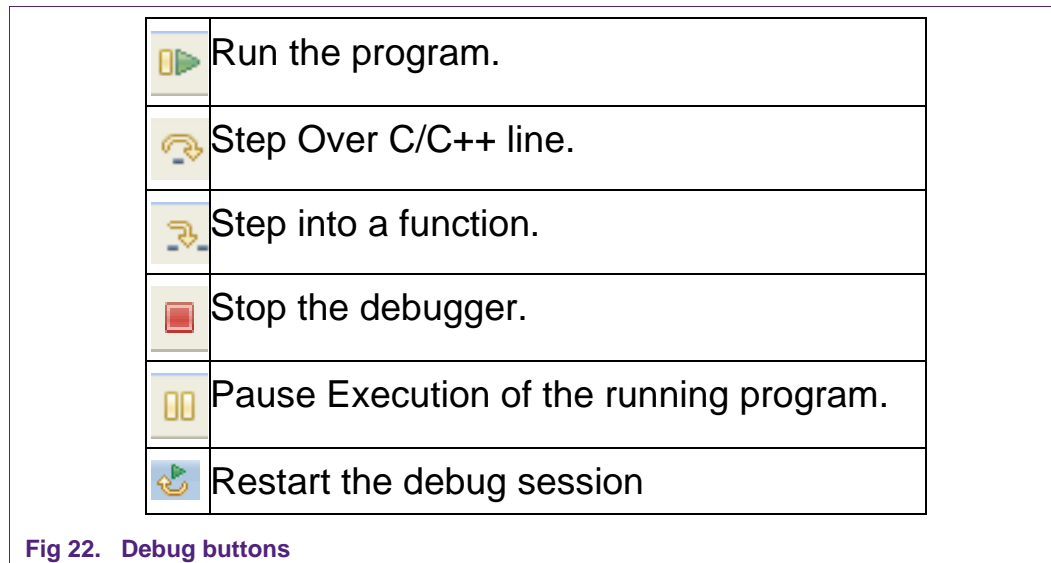 Run the program.
Step Over C/C++ line.
Step into a function.
Stop the debugger.
Pause Execution of the running program.
Restart the debug session
Fig 22. Debug buttons